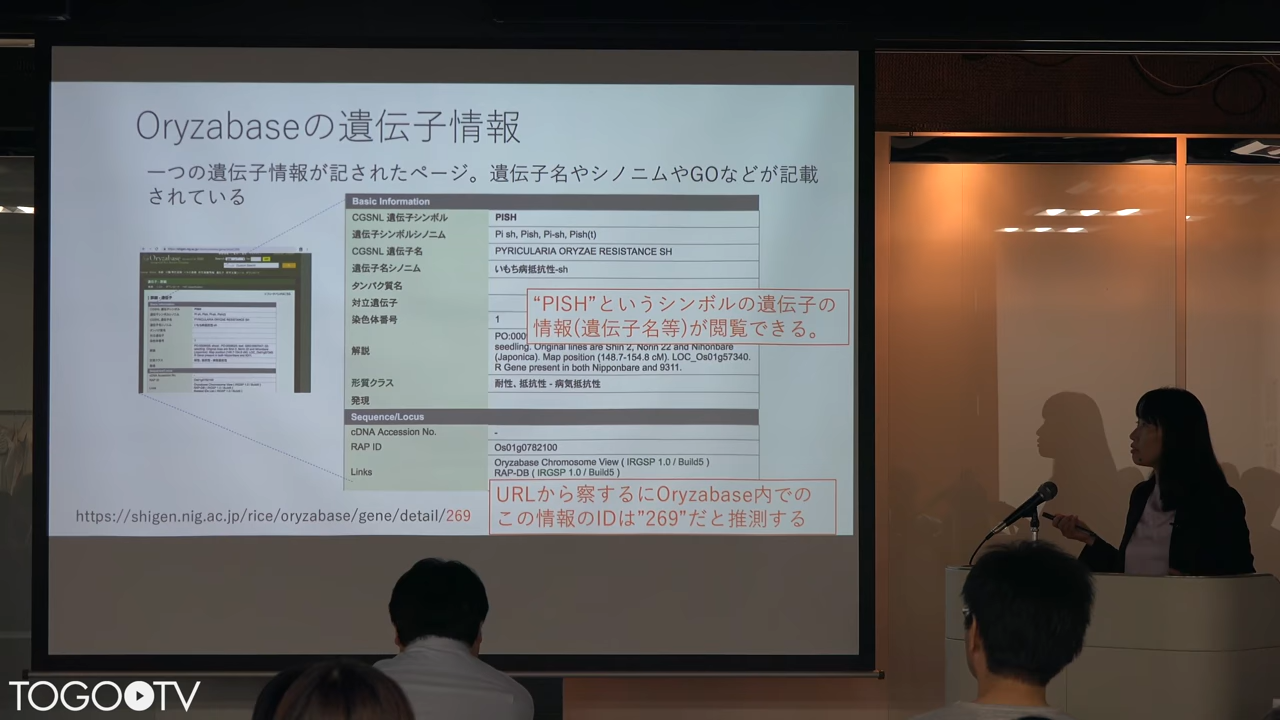 Oryzabaseの遺伝子情報
一つの遺伝子情報が記されたページ。遺伝子名やシノニムやGOなどが記載
されている
Basic Information
CGSNL 遺伝子シンボル PISH
遺伝子シンボルシノニム Pi sh, Pish, Pi-sh, Pish(t)
CGSNL 遺伝子名 PYRICULARIA ORYZAE RESISTANCE SH
遺伝子名シノニム いもち病抵抗性-sh
タンパク質名
対立遺伝子
染色体番号 1
“PISH”というシンボルの遺伝子の
情報(遺伝子名等)が閲覧できる。
解説
seedling. Original lines are Shin 2, Norin 22 and Nihonbare
(Japonica). Map position (148.7-154.8 cM). LOC_Os01g57340.
R Gene present in both Nipponbare and 9311.
形質クラス 耐性、抵抗性 - 病気抵抗性
発現
Sequence/Locus
cDNA Accession No. -
RAP ID Os01g0782100
Links Oryzabase Chromosome View ( IRGSP 1.0 / Build5 )
RAP-DB ( IRGSP 1.0 / Build5 )
URLから察するにOryzabase内での
この情報のIDは”269”だと推測する
https://shigen.nig.ac.jp/rice/oryzabase/gene/detail/269
TOGO TV